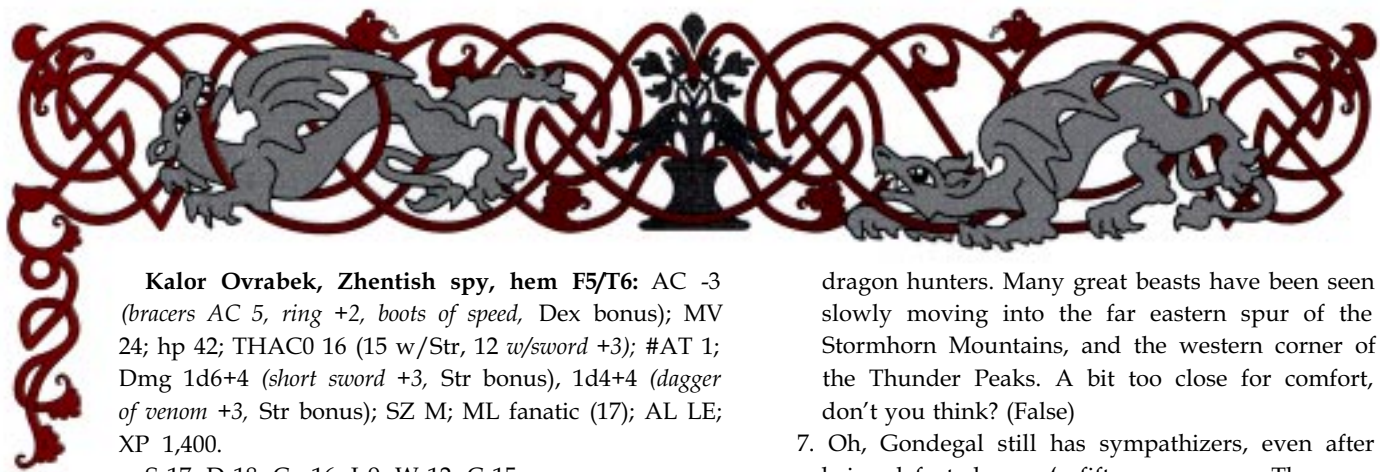 Kalor Ovrabek, Zhentish spy, hem F5/T6: AC -3
(bracers AC 5, ring +2, boots of speed, Dex bonus); MV
24; hp 42; THAC0 16 (15 w/Str, 12 w/sword +3); #AT 1;
Dmg 1d6+4 (short sword +3, Str bonus), 1d4+4 (dagger
of venom +3, Str bonus); SZ M; ML fanatic (17); AL LE;
XP 1,400.
dragon hunters. Many great beasts have been seen
slowly moving into the far eastern spur of the
Stormhorn Mountains, and the western corner of
the Thunder Peaks. A bit too close for comfort,
don't you think? (False)
7. Oh, Gondegal still has sympathizers, even after